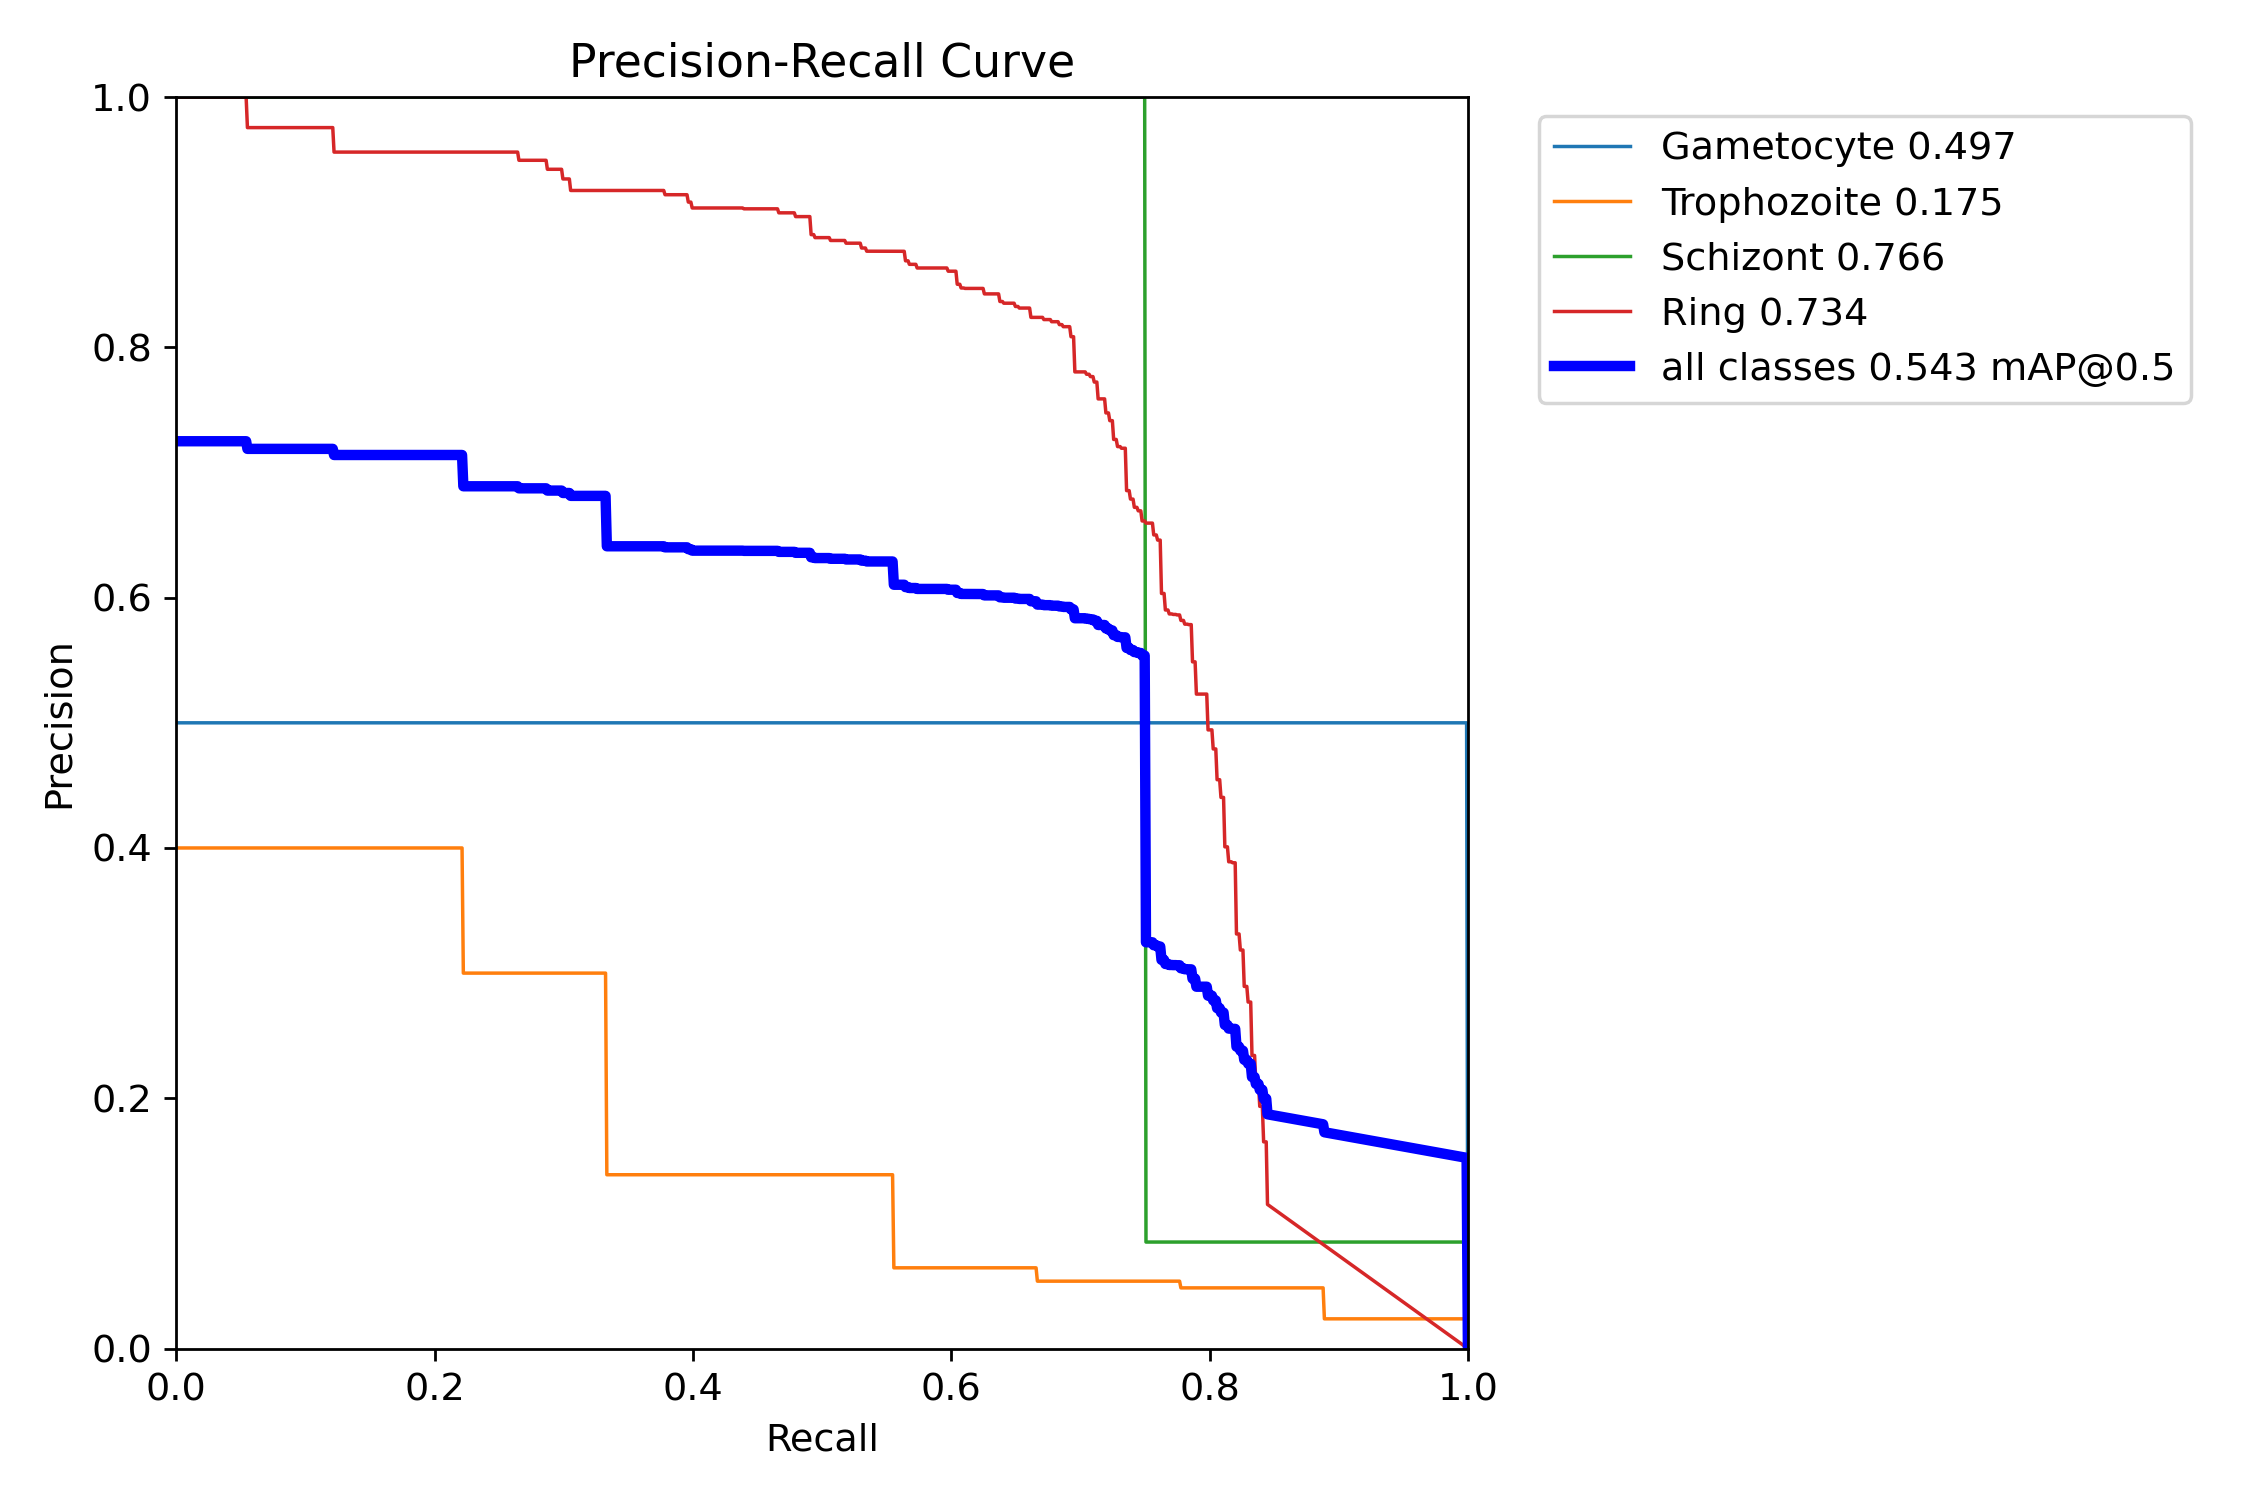 Precision-Recall Curve
1.0
0.8
0.6
0.4
0.2
0.0
Precision
0.0 0.2 0.4 0.6 0.8 1.0
Recall
Gametocyte 0.497
Trophozoite 0.175
Schizont 0.766
Ring 0.734
all classes 0.543 mAP@0.5